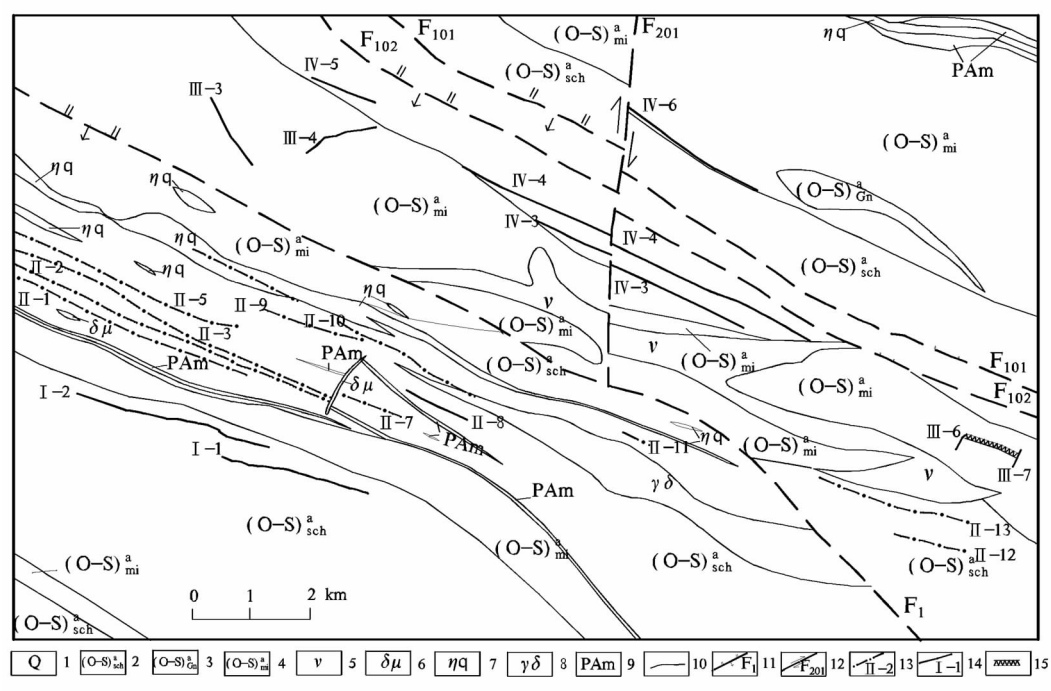 (O-S)ᵃmi
F201
ηq
F101
F102
(O-S)ᵃsch
PAm
IV-5
III-3
IV-6
III-4
(O-S)ᵃmi
ηq
IV-4
(O-S)ᵃGn
ηq
(O-S)ᵃmi
ηq
ηq
(O-S)ᵃmi
IV-3
IV-4
(O-S)ᵃsch
II-2
ηq
ηq
IV-3
II-1
II-5
II-9
ν
(O-S)ᵃmi
δμ
II-3
II-10
ν
(O-S)ᵃmi
F101
PAm
PAm
(O-S)ᵃsch
(O-S)ᵃmi
F102
I-2
δμ
II-7
II-8
ηq
III-6
I-1
PAm
II-11
(O-S)ᵃmi
ν
III-7
PAm
γδ
(O-S)ᵃsch
II-13
(O-S)ᵃmi
(O-S)ᵃmi
(O-S)ᵃsch
II-12
(O-S)ᵃsch
0 1 2 km
(O-S)ᵃsch
F1
Q 1 (O-S)ᵃsch 2 (O-S)ᵃGn 3 (O-S)ᵃmi 4 ν 5 δμ 6 ηq 7 γδ 8 PAm 9 10 F1 11 F201 12 II-2 13 I-1 14 15